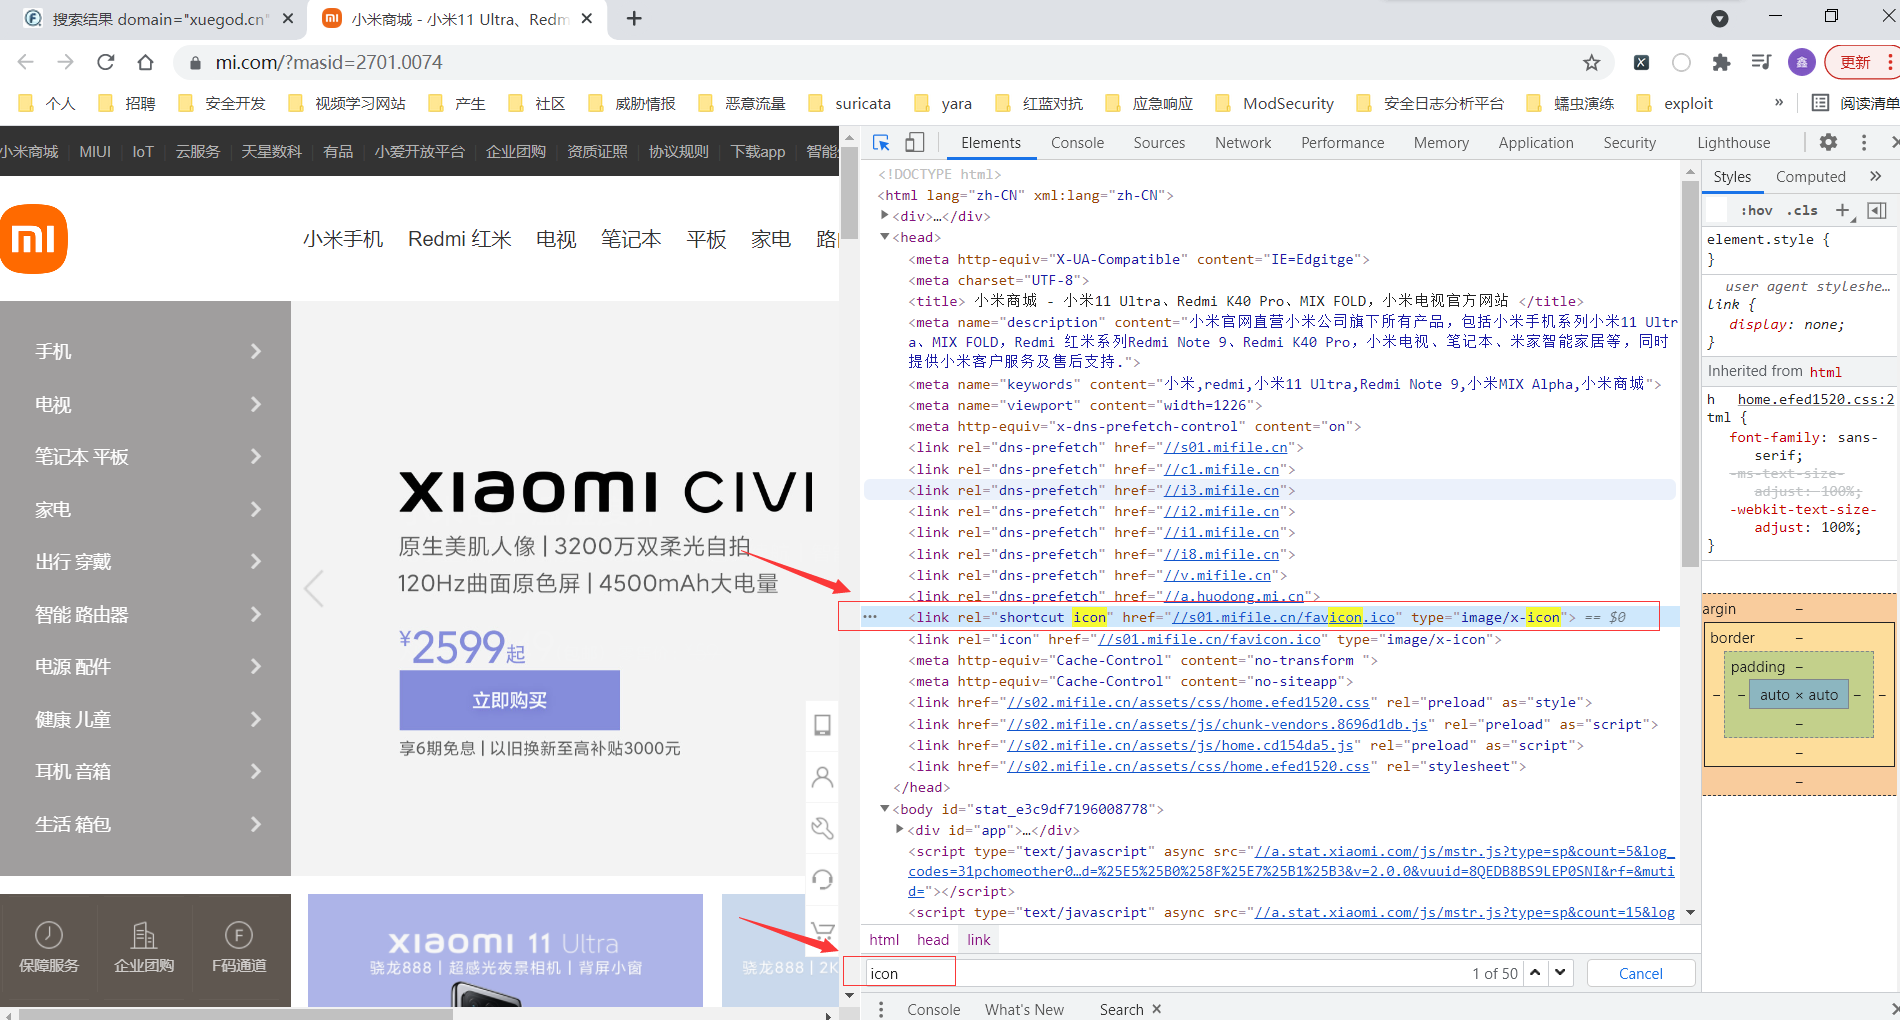 搜索结果 domain="xuegod.cn"
小米商城 - 小米11 Ultra、Redm
mi.com/?masid=2701.0074
X
鑫
更新
个人
招聘
安全开发
视频学习网站
产生
社区
威胁情报
恶意流量
suricata
yara
红蓝对抗
应急响应
ModSecurity
安全日志分析平台
蠕虫演练
exploit
»
阅读清单
小米商城 | MIUI | IoT | 云服务 | 天星数科 | 有品 | 小爱开放平台 | 企业团购 | 资质证照 | 协议规则 | 下载app | 智能
mi
小米手机 Redmi 红米 电视 笔记本 平板 家电 路由
手机
电视
笔记本 平板
家电
出行 穿戴
智能 路由器
电源 配件
健康 儿童
耳机 音箱
生活 箱包
xiaomi CIVI
原生美肌人像 | 3200万双柔光自拍
120Hz曲面原色屏 | 4500mAh大电量
¥2599起
立即购买
享6期免息 | 以旧换新至高补贴3000元
保障服务
企业团购
F
F码通道
xiaomi 11 Ultra
骁龙888 | 超感光夜景相机 | 背屏小窗
骁龙888 | 2K
Elements Console Sources Network Performance Memory Application Security Lighthouse
<!DOCTYPE html>
<html lang="zh-CN" xml:lang="zh-CN">
<div>…</div>
<head>
<meta http-equiv="X-UA-Compatible" content="IE=Edgitge">
<meta charset="UTF-8">
<title> 小米商城 - 小米11 Ultra、Redmi K40 Pro、MIX FOLD，小米电视官方网站 </title>
<meta name="description" content="小米官网直营小米公司旗下所有产品，包括小米手机系列小米11 Ultr
a、MIX FOLD，Redmi 红米系列Redmi Note 9、Redmi K40 Pro，小米电视、笔记本、米家智能家居等，同时
提供小米客户服务及售后支持.">
<meta name="keywords" content="小米,redmi,小米11 Ultra,Redmi Note 9,小米MIX Alpha,小米商城">
<meta name="viewport" content="width=1226">
<meta http-equiv="x-dns-prefetch-control" content="on">
<link rel="dns-prefetch" href="//s01.mifile.cn">
<link rel="dns-prefetch" href="//c1.mifile.cn">
<link rel="dns-prefetch" href="//i3.mifile.cn">
<link rel="dns-prefetch" href="//i2.mifile.cn">
<link rel="dns-prefetch" href="//i1.mifile.cn">
<link rel="dns-prefetch" href="//i8.mifile.cn">
<link rel="dns-prefetch" href="//v.mifile.cn">
<link rel="dns-prefetch" href="//a.huodong.mi.cn">
<link rel="shortcut icon" href="//s01.mifile.cn/favicon.ico" type="image/x-icon"> == $0
<link rel="icon" href="//s01.mifile.cn/favicon.ico" type="image/x-icon">
<meta http-equiv="Cache-Control" content="no-transform ">
<meta http-equiv="Cache-Control" content="no-siteapp">
<link href="//s02.mifile.cn/assets/css/home.efed1520.css" rel="preload" as="style">
<link href="//s02.mifile.cn/assets/js/chunk-vendors.8696d1db.js" rel="preload" as="script">
<link href="//s02.mifile.cn/assets/js/home.cd154da5.js" rel="preload" as="script">
<link href="//s02.mifile.cn/assets/css/home.efed1520.css" rel="stylesheet">
</head>
<body id="stat_e3c9df7196008778">
<div id="app">…</div>
<script type="text/javascript" async src="//a.stat.xiaomi.com/js/mstr.js?type=sp&count=5&log_
codes=31pchomeother0…d=%25E5%25B0%258F%25E7%25B1%25B3&v=2.0.0&vuuid=8QEDB8BS9LEP0SNI&rf=&muti
d="></script>
<script type="text/javascript" async src="//a.stat.xiaomi.com/js/mstr.js?type=sp&count=15&log
html head link
icon
1 of 50
Cancel
Console What's New Search
Styles Computed »
:hov .cls +
element.style {
}
user agent styleshe…
link {
display: none;
}
Inherited from html
h home.efed1520.css:2
tml {
font-family: sans-
serif;
-ms-text-size-
adjust: 100%;
-webkit-text-size-
adjust: 100%;
}
argin –
border –
padding –
– – auto × auto – –
–
–
–